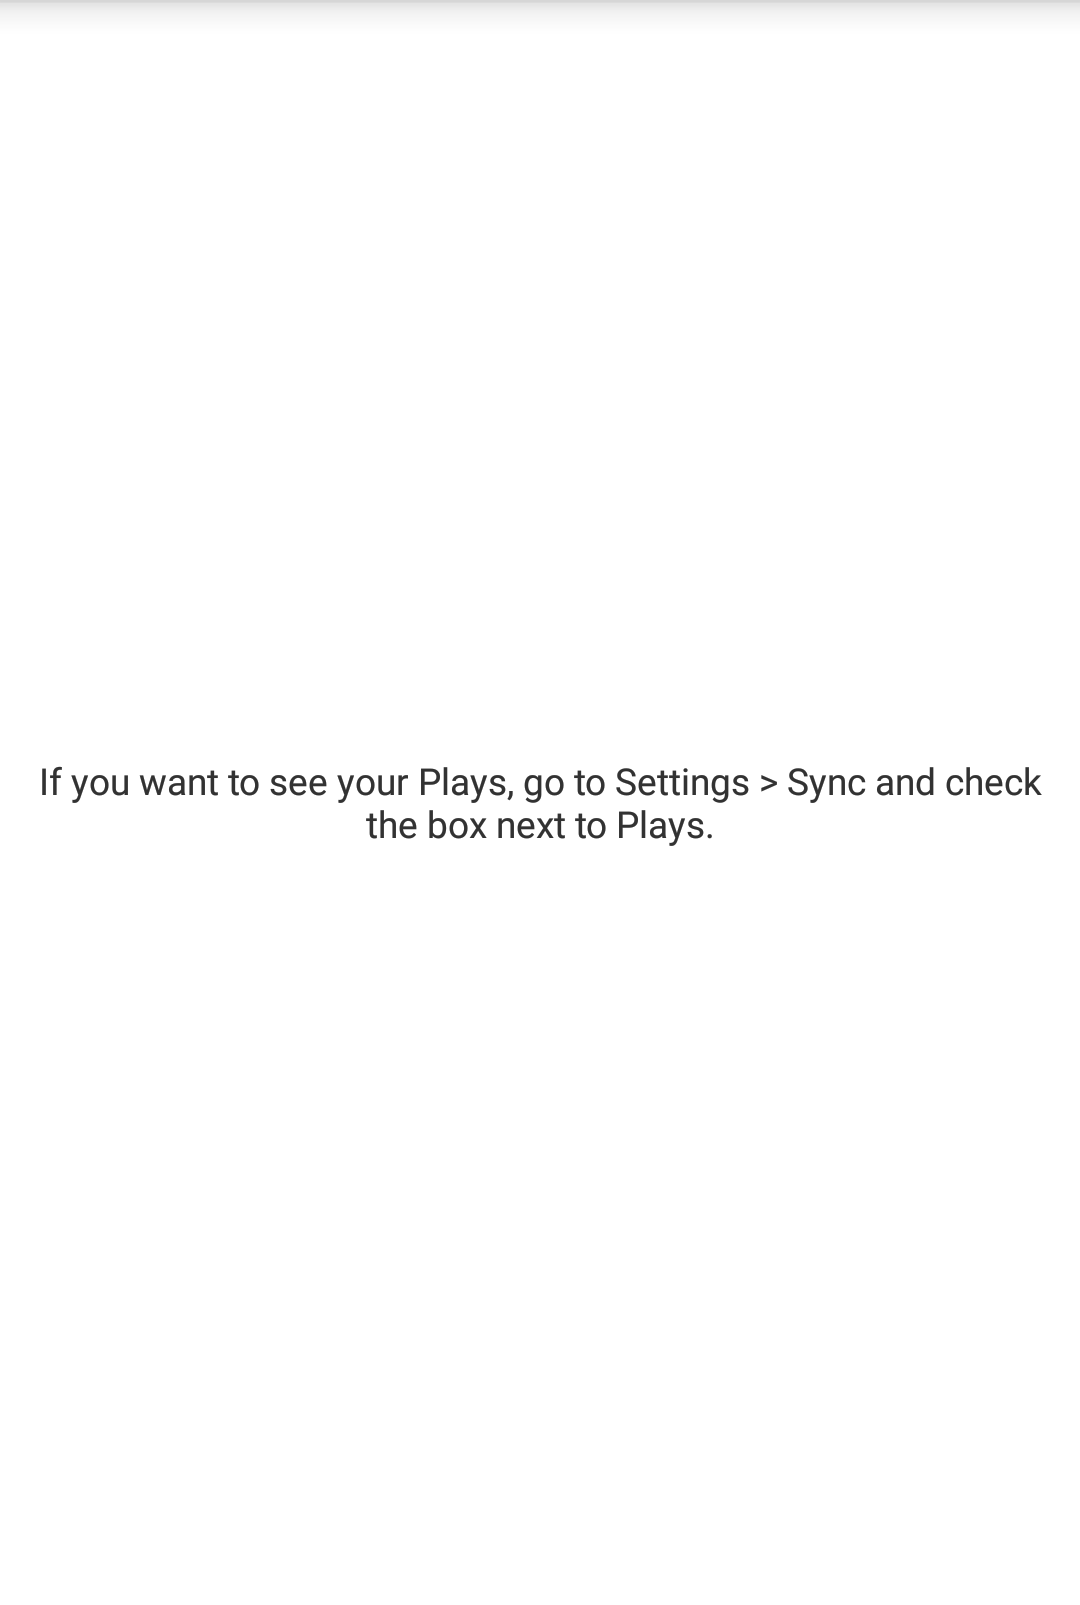 If you want to see your Plays, go to Settings > Sync and check
the box next to Plays.